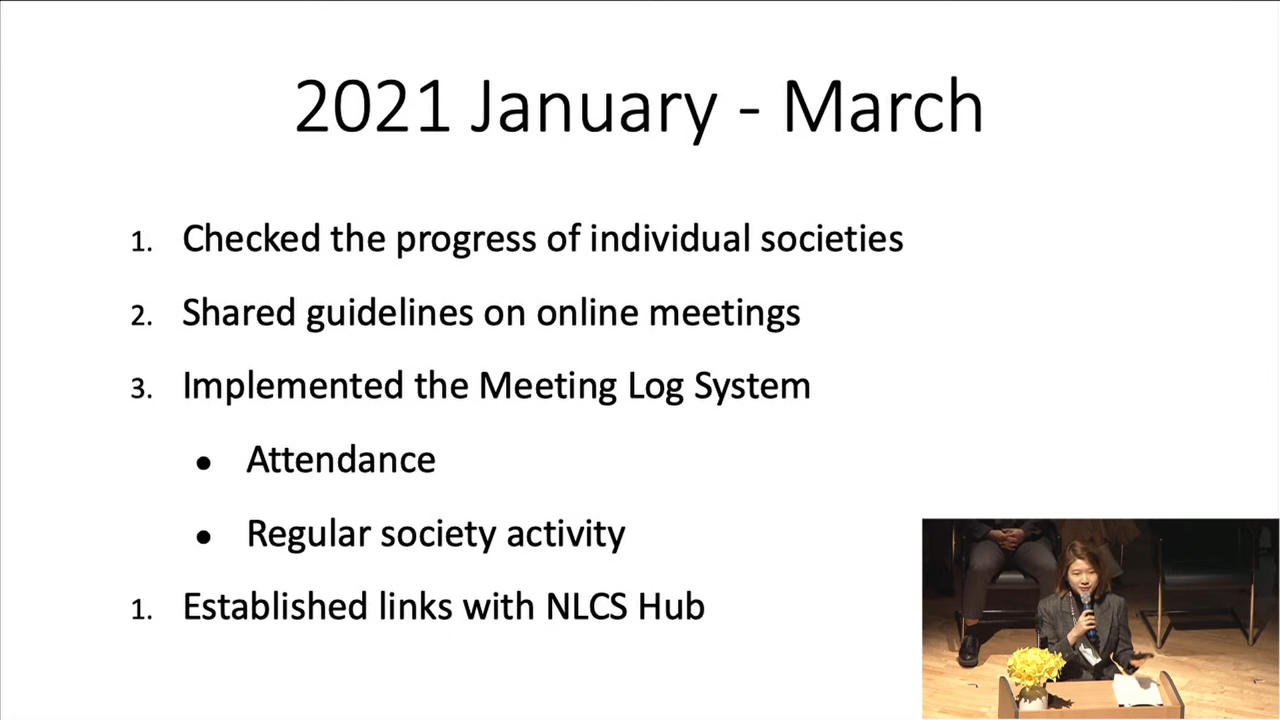 2021 January - March
1. Checked the progress of individual societies
2. Shared guidelines on online meetings
3. Implemented the Meeting Log System
● Attendance
● Regular society activity
1. Established links with NLCS Hub